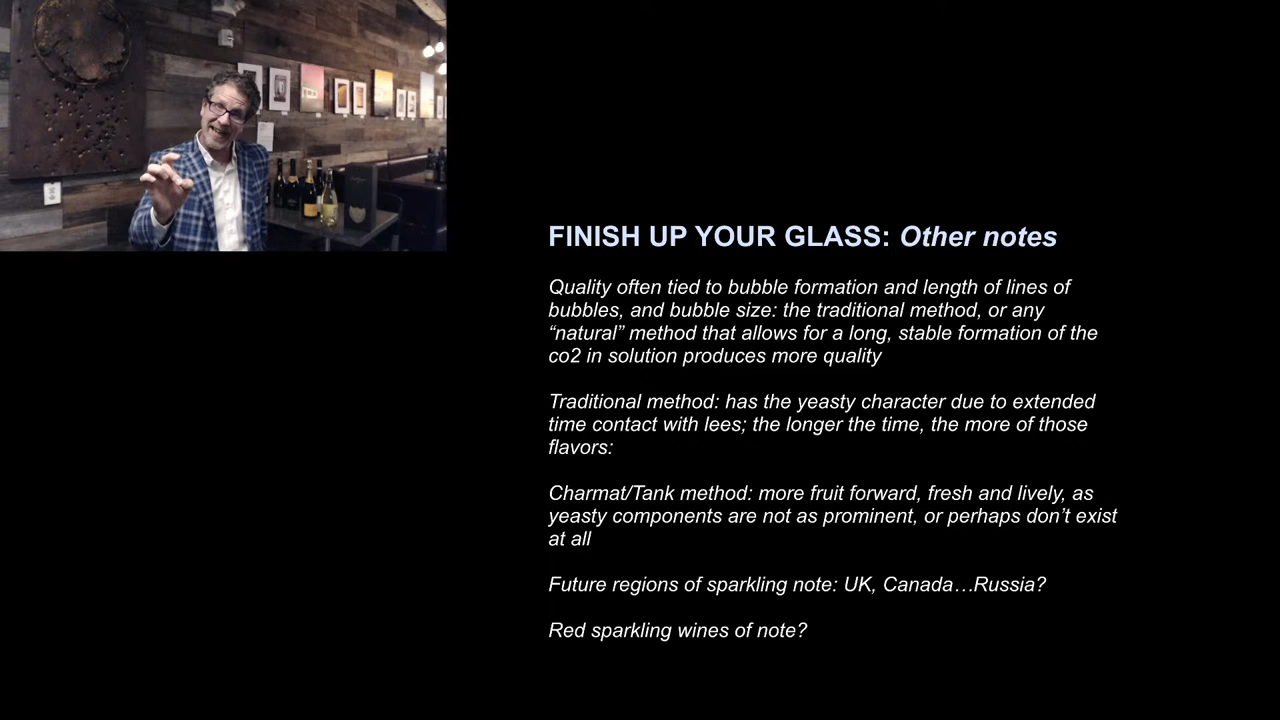 FINISH UP YOUR GLASS: Other notes
Quality often tied to bubble formation and length of lines of
bubbles, and bubble size: the traditional method, or any
“natural” method that allows for a long, stable formation of the
co2 in solution produces more quality
Traditional method: has the yeasty character due to extended
time contact with lees; the longer the time, the more of those
flavors:
Charmat/Tank method: more fruit forward, fresh and lively, as
yeasty components are not as prominent, or perhaps don’t exist
at all
Future regions of sparkling note: UK, Canada…Russia?
Red sparkling wines of note?